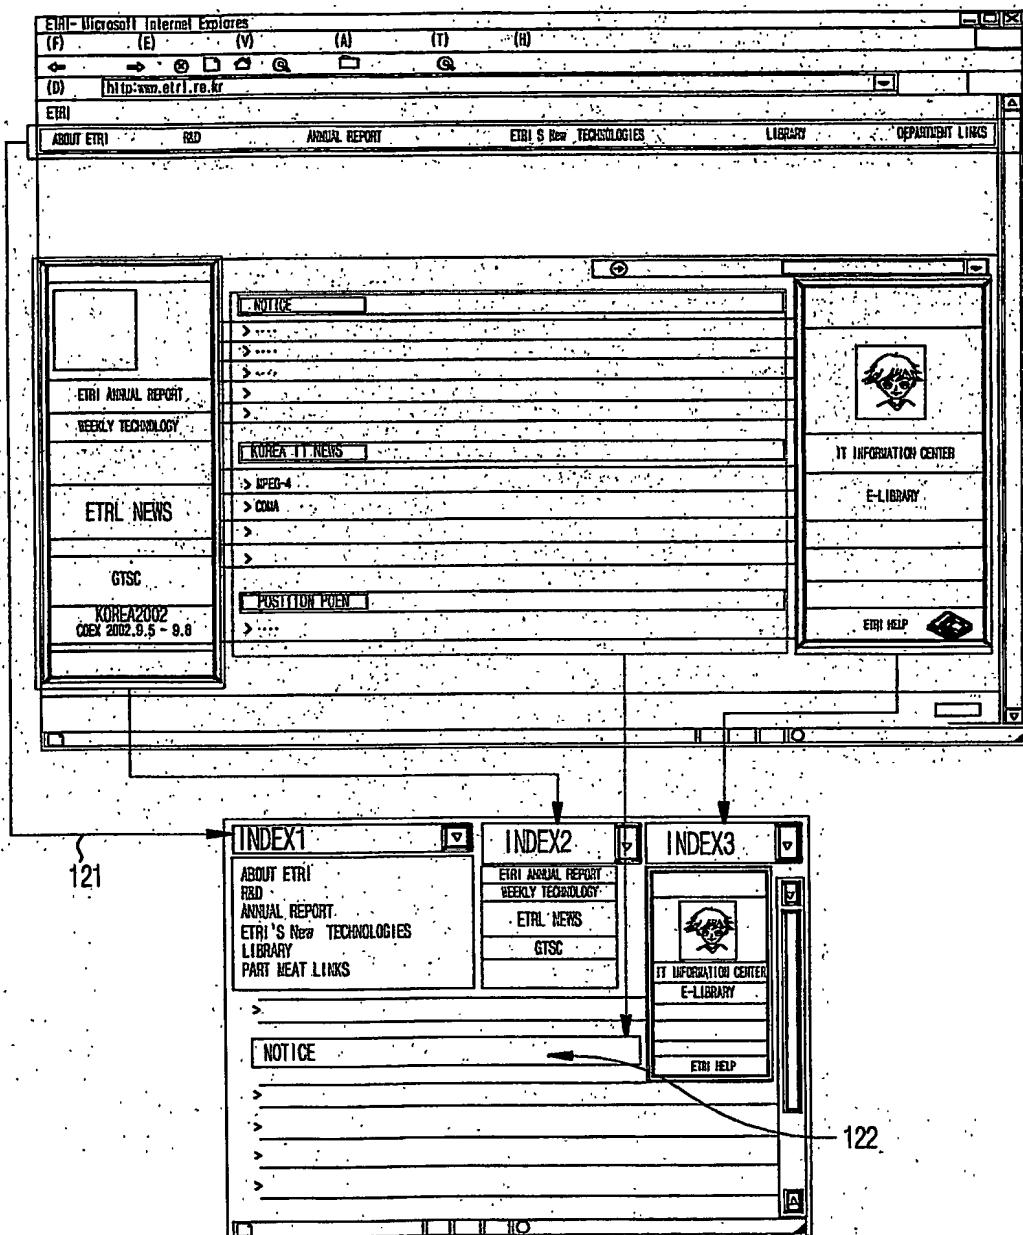 ETRI- Microsoft Internet Explores
(F) (E) (V) (A) (T) (H)
(D) http:www.etri.re.kr
ETRI
ABOUT ETRI R&D ANNUAL REPORT ETRI S New TECHNOLOGIES LIBRARY DEPARTMENT LINKS
NOTICE
> ....
> ....
> ....
>
>
KOREA IT NEWS
> MPEG-4
> CDMA
>
>
POSITION POEN
> ....
ETRI ANNUAL REPORT
WEEKLY TECHNOLOGY
ETRL NEWS
GTSC
KOREA2002
COEX 2002.9.5 - 9.8
IT INFORMATION CENTER
E-LIBRARY
ETRI HELP
121
INDEX1
ABOUT ETRI
R&D
ANNUAL REPORT
ETRI'S New TECHNOLOGIES
LIBRARY
PART NEAT LINKS
INDEX2
ETRI ANNUAL REPORT
WEEKLY TECHNOLOGY
ETRL NEWS
GTSC
INDEX3
IT INFORMATION CENTER
E-LIBRARY
ETRI HELP
>
NOTICE
>
>
>
>
122